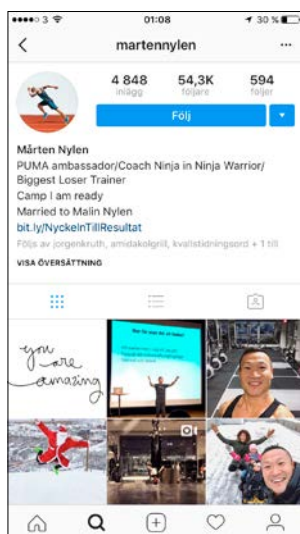 3 01:08 30 %
martennylen
4 848 54,3K 594
inlägg följare följer
Följ
Mårten Nylen
PUMA ambassador/Coach Ninja in Ninja Warrior/
Biggest Loser Trainer
Camp I am ready
Married to Malin Nylen
bit.ly/NyckelnTillResultat
Följs av jorgenkruth, amidakolgril, kvallstidningsord + 1 till
VISA ÖVERSÄTTNING
you
are
amazing